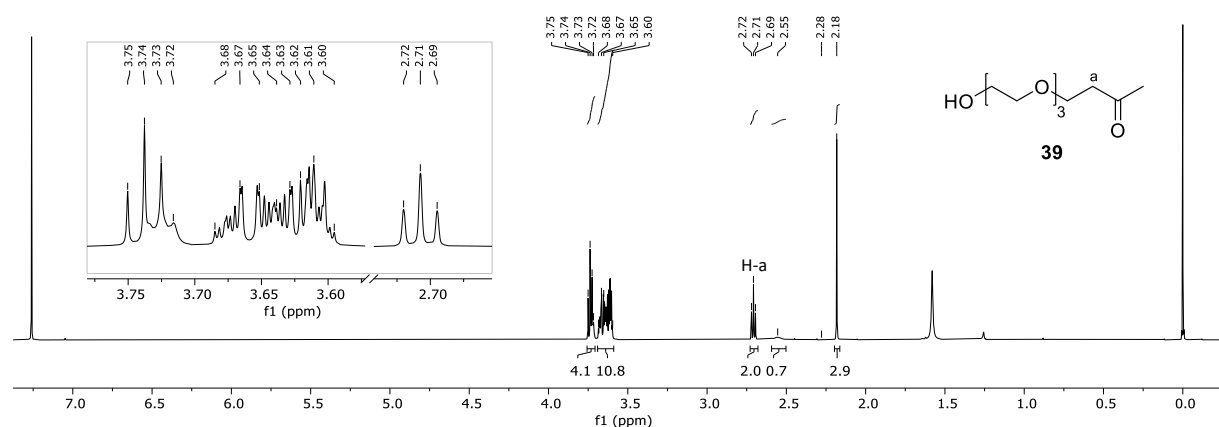 3.75 3.74 3.73 3.72 3.68 3.67 3.65 3.60 2.72 2.71 2.69 2.55 2.28 2.18
3.75 3.74 3.73 3.72 3.68 3.67 3.65 3.64 3.63 3.62 3.61 3.60 2.72 2.71 2.69
3.75 3.70 3.65 3.60 2.70
f1 (ppm)
a
HO O 3 O
39
H-a
4.1 10.8 2.0 0.7 2.9
7.0 6.5 6.0 5.5 5.0 4.5 4.0 3.5 3.0 2.5 2.0 1.5 1.0 0.5 0.0
f1 (ppm)